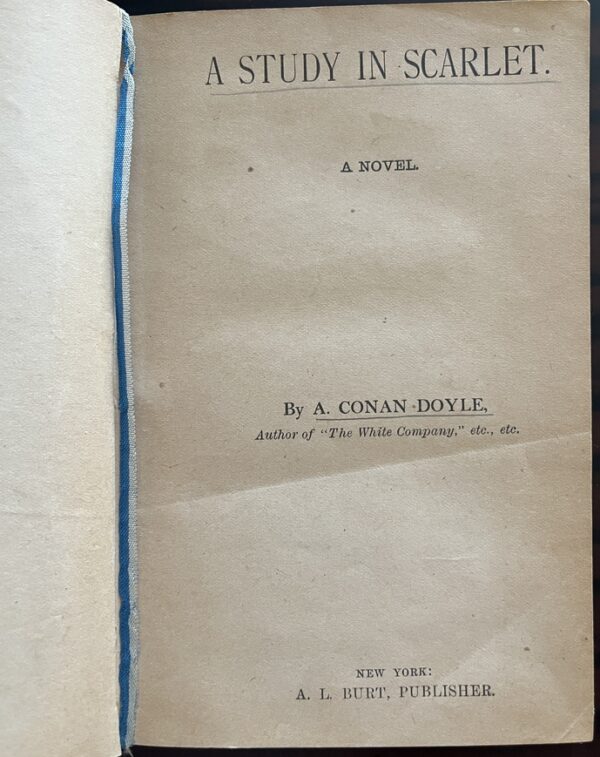 A STUDY IN SCARLET.
A NOVEL.
By A. CONAN DOYLE,
Author of "The White Company," etc., etc.
NEW YORK:
A. L. BURT, PUBLISHER.